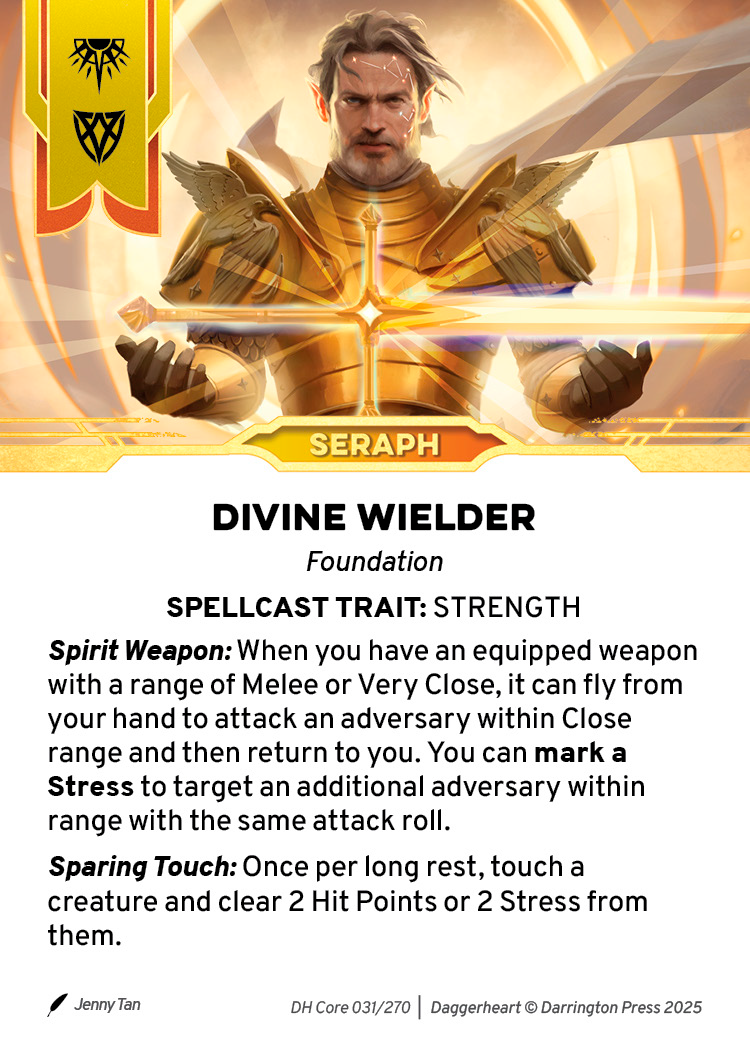 SERAPH
DIVINE WIELDER
Foundation
SPELLCAST TRAIT: STRENGTH
Spirit Weapon: When you have an equipped weapon
with a range of Melee or Very Close, it can fly from
your hand to attack an adversary within Close
range and then return to you. You can mark a
Stress to target an additional adversary within
range with the same attack roll.
Sparing Touch: Once per long rest, touch a
creature and clear 2 Hit Points or 2 Stress from
them.
Jenny Tan
DH Core 031/270 | Daggerheart © Darrington Press 2025